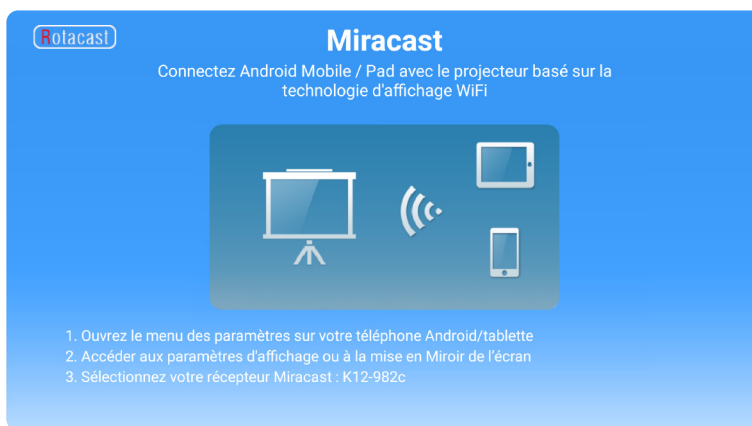 Rotacast
Miracast
Connectez Android Mobile / Pad avec le projecteur basé sur la
technologie d'affichage WiFi
1. Ouvrez le menu des paramètres sur votre téléphone Android/tablette
2. Accéder aux paramètres d'affichage ou à la mise en Miroir de l'écran
3. Sélectionnez votre récepteur Miracast : K12-982c